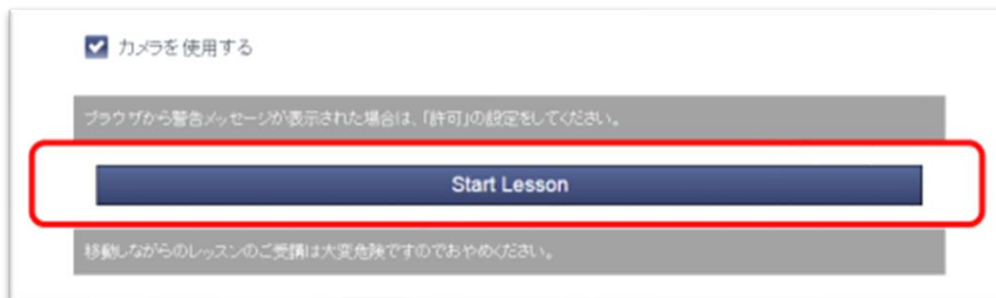 カメラを使用する
ブラウザから警告メッセージが表示された場合は、「許可」の設定をしてください。
Start Lesson
移動しながらのレッスンのご受講は大変危険ですのでおやめください。